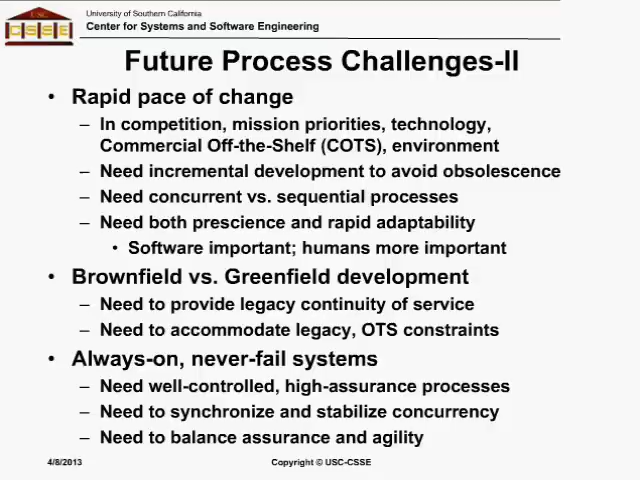 USC
CSSE
University of Southern California
Center for Systems and Software Engineering
Future Process Challenges-II
• Rapid pace of change
– In competition, mission priorities, technology,
Commercial Off-the-Shelf (COTS), environment
– Need incremental development to avoid obsolescence
– Need concurrent vs. sequential processes
– Need both prescience and rapid adaptability
• Software important; humans more important
• Brownfield vs. Greenfield development
– Need to provide legacy continuity of service
– Need to accommodate legacy, OTS constraints
• Always-on, never-fail systems
– Need well-controlled, high-assurance processes
– Need to synchronize and stabilize concurrency
– Need to balance assurance and agility
4/8/2013
Copyright © USC-CSSE